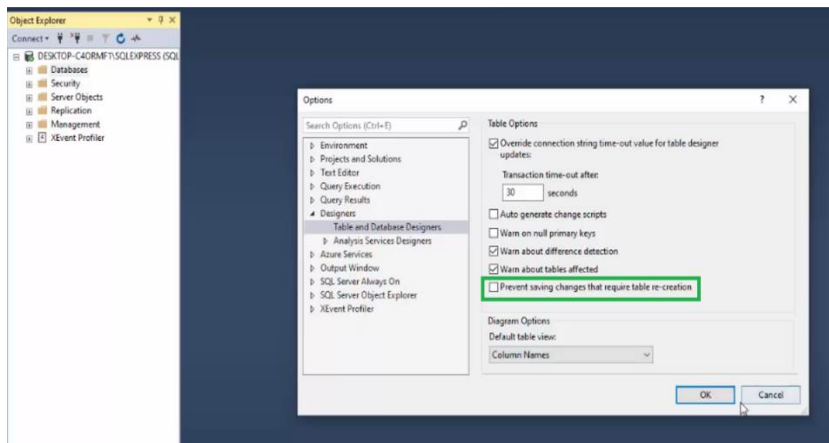 Object Explorer
Connect
DESKTOP-C4ORMF1\SQLEXPRESS (SQL
Databases
Security
Server Objects
Replication
Management
XEvent Profiler
Options
Search Options (Ctrl+E)
Environment
Projects and Solutions
Text Editor
Query Execution
Query Results
Designers
Table and Database Designers
Analysis Services Designers
Azure Services
Output Window
SQL Server Always On
SQL Server Object Explorer
XEvent Profiler
Table Options
Override connection string time-out value for table designer
updates:
Transaction time-out after:
30 seconds
Auto generate change scripts
Warn on null primary keys
Warn about difference detection
Warn about tables affected
Prevent saving changes that require table re-creation
Diagram Options
Default table view:
Column Names
OK Cancel